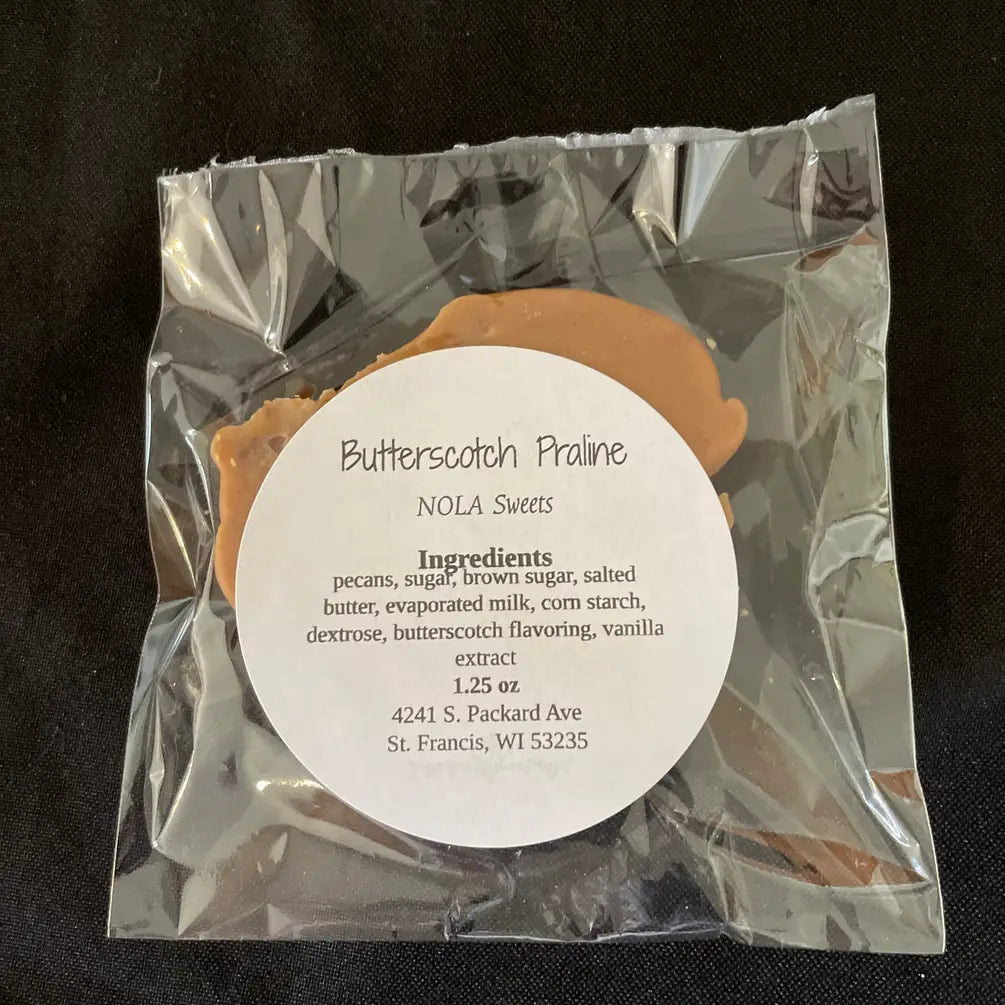 Butterscotch Praline
NOLA Sweets
Ingredients
pecans, sugar, brown sugar, salted
butter, evaporated milk, corn starch,
dextrose, butterscotch flavoring, vanilla
extract
1.25 oz
4241 S. Packard Ave
St. Francis, WI 53235